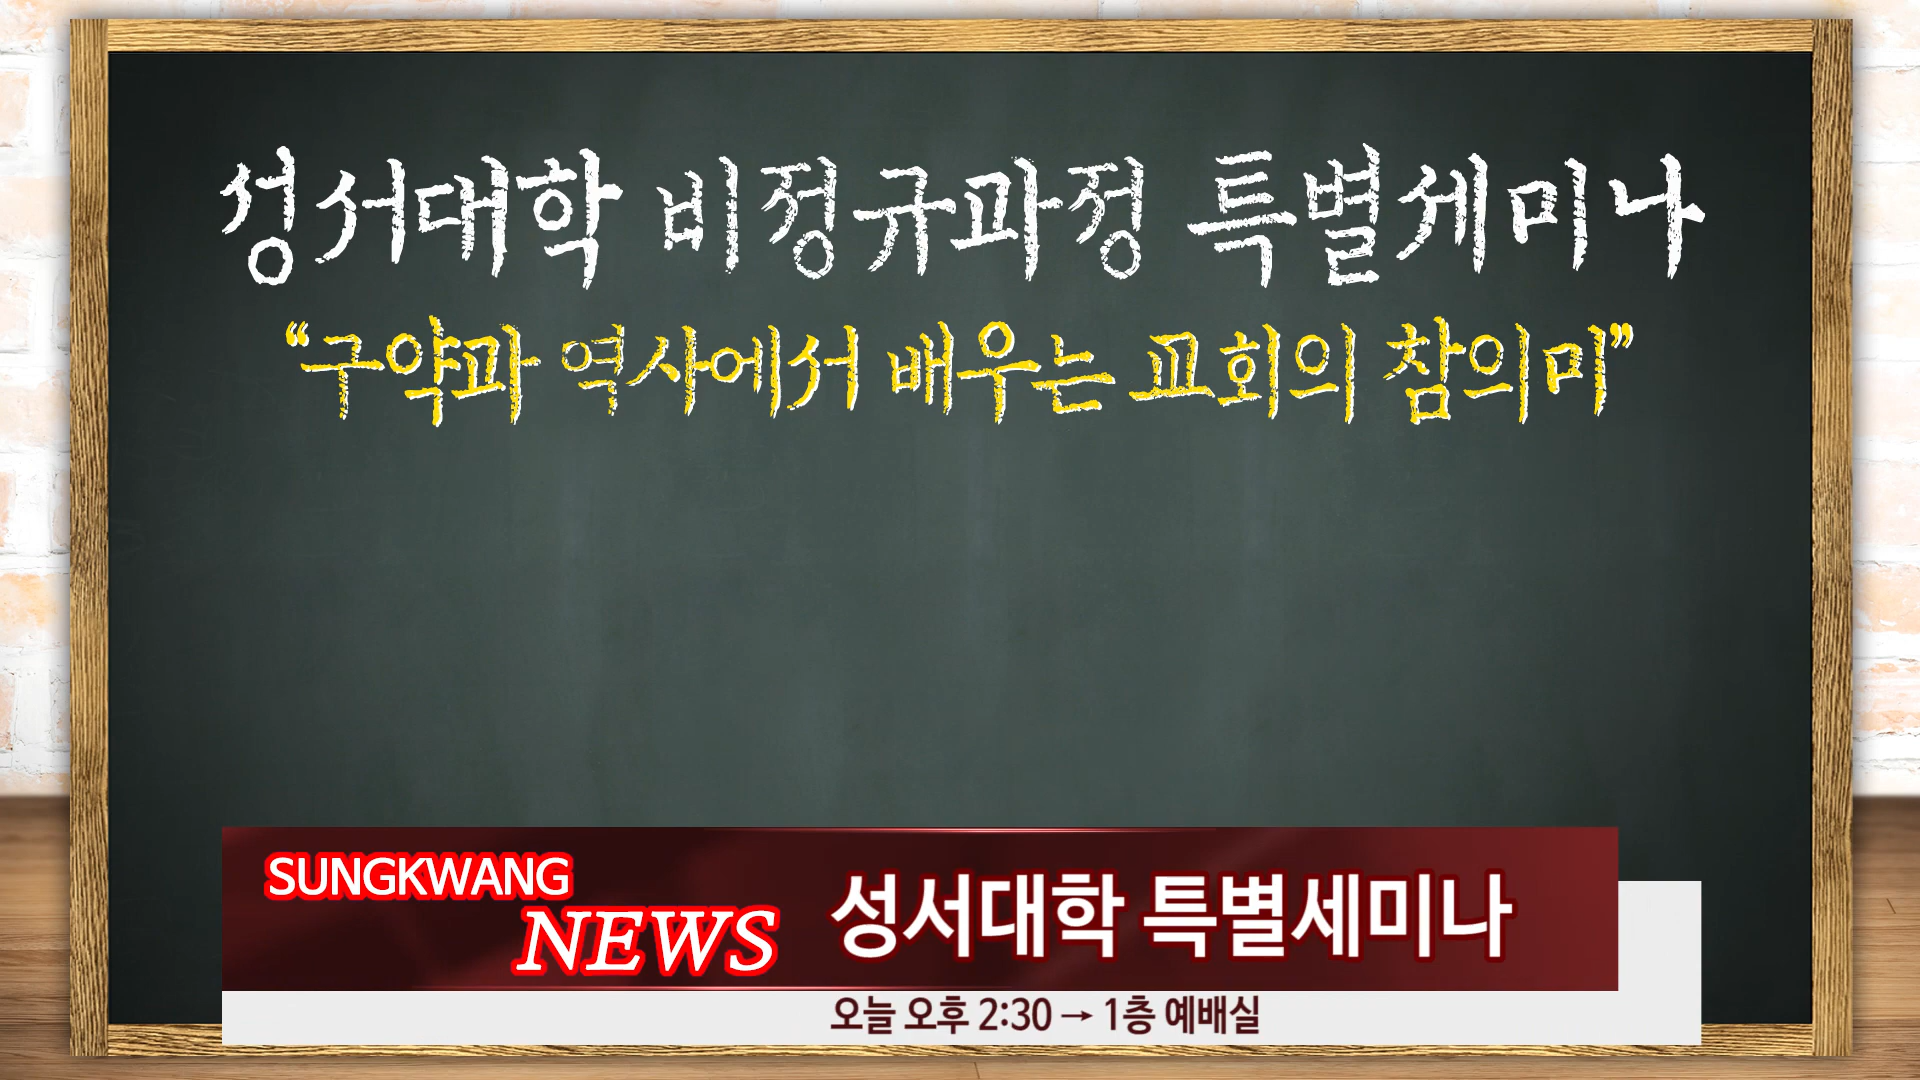 성서대학 비정규과정 특별세미나
“구약과 역사에서 배우는 교회의 참의미”
SUNGKWANG
NEWS
성서대학 특별세미나
오늘 오후 2:30 → 1층 예배실